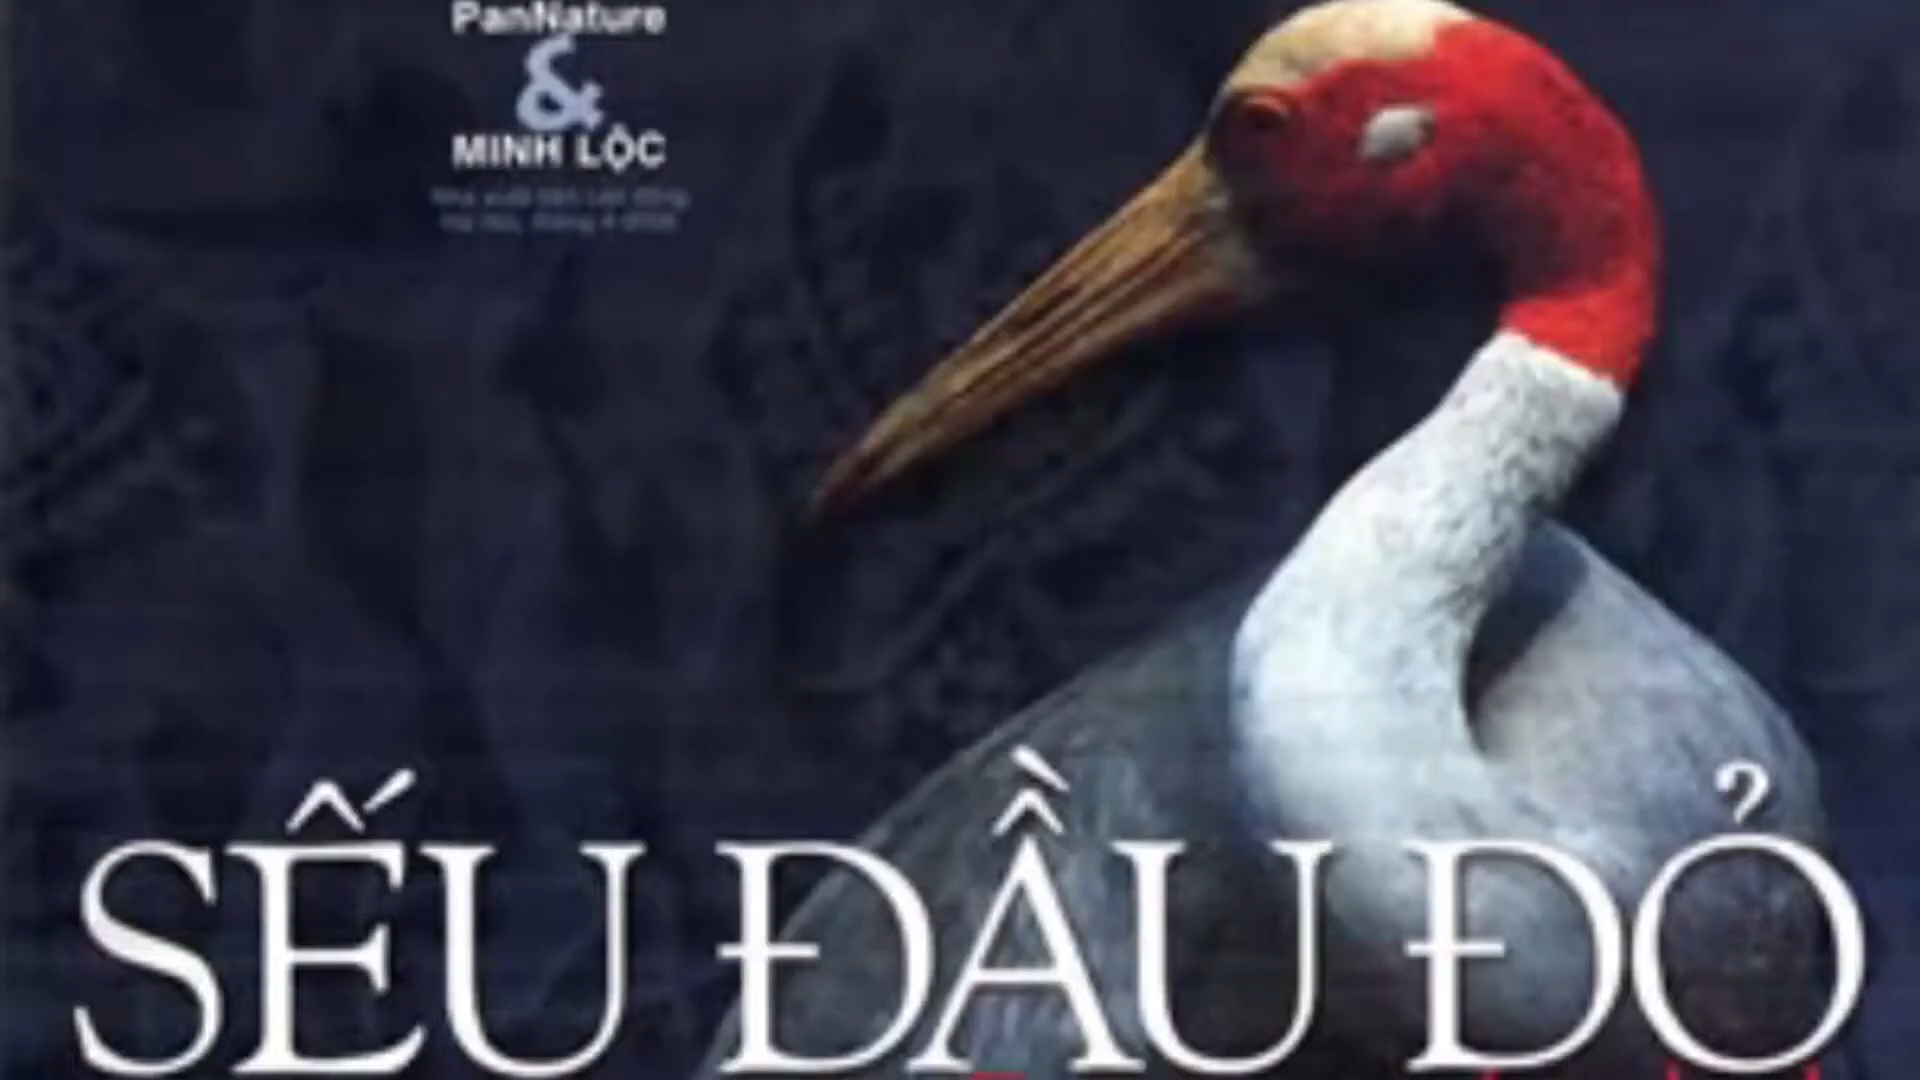 PanNature
&
MINH LỘC
SẾU ĐẦU ĐỎ